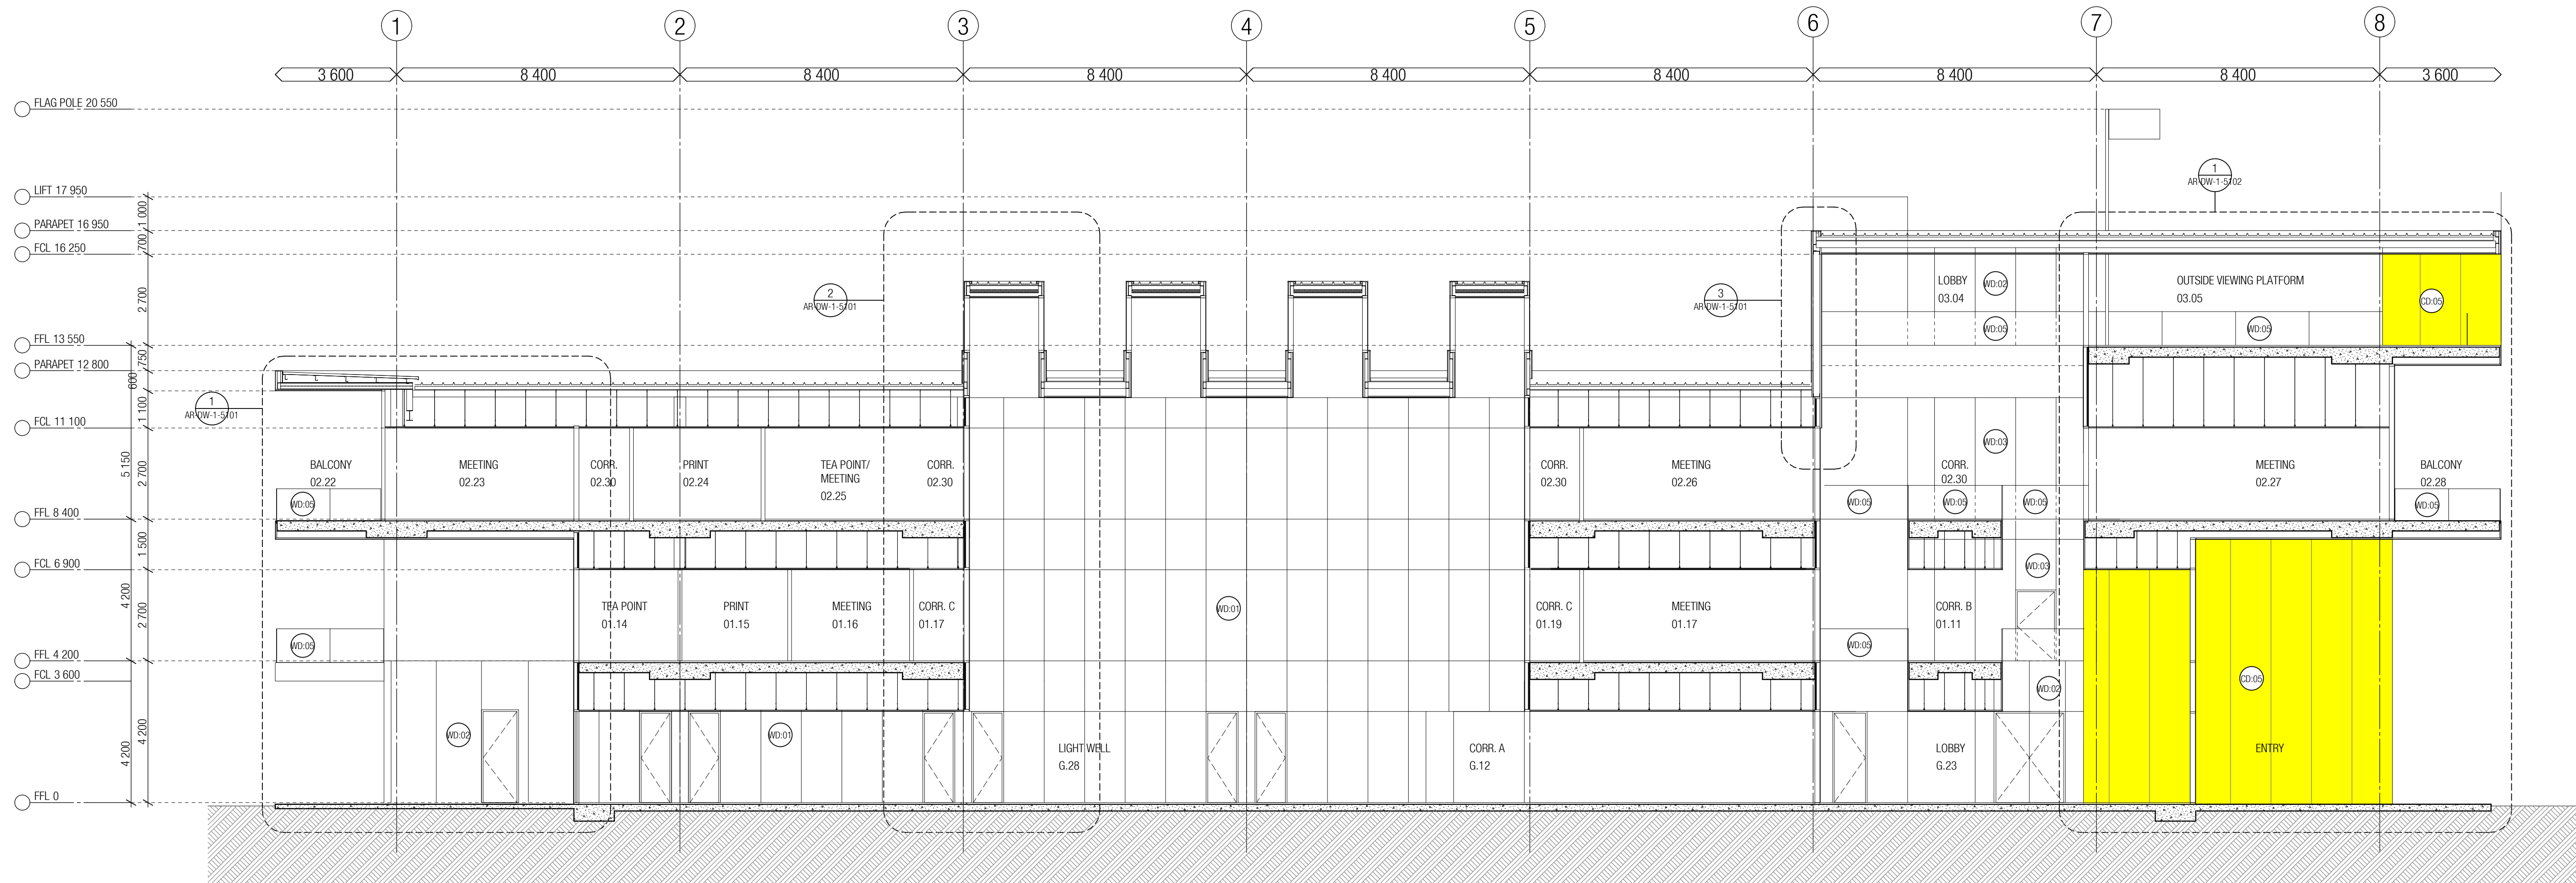 1 2 3 4 5 6 7 8
3 600 8 400 8 400 8 400 8 400 8 400 8 400 8 400 3 600
FLAG POLE 20 550
1
AR-DW-1-5102
LIFT 17 950
1 000
PARAPET 16 950
700
FCL 16 250
2 700
LOBBY
03.04
WD:02
OUTSIDE VIEWING PLATFORM
03.05
CD:05
2
AR-DW-1-5101
3
AR-DW-1-5101
WD:05
WD:05
FFL 13 550
750
PARAPET 12 800
600
1
AR-DW-1-5101
1 100
FCL 11 100
5 150
2 700
WD:03
BALCONY
02.22
MEETING
02.23
CORR.
02.30
PRINT
02.24
TEA POINT/
MEETING
02.25
CORR.
02.30
CORR.
02.30
MEETING
02.26
CORR.
02.30
MEETING
02.27
BALCONY
02.28
WD:05
WD:05
WD:05
WD:05
WD:05
FFL 8 400
1 500
FCL 6 900
4 200
2 700
WD:03
TEA POINT
01.14
PRINT
01.15
MEETING
01.16
CORR. C
01.17
WD:01
CORR. C
01.19
MEETING
01.17
CORR. B
01.11
WD:05
WD:05
FFL 4 200
FCL 3 600
WD:02
CD:05
4 200
4 200
WD:02
WD:01
LIGHT WELL
G.28
CORR. A
G.12
LOBBY
G.23
ENTRY
FFL 0